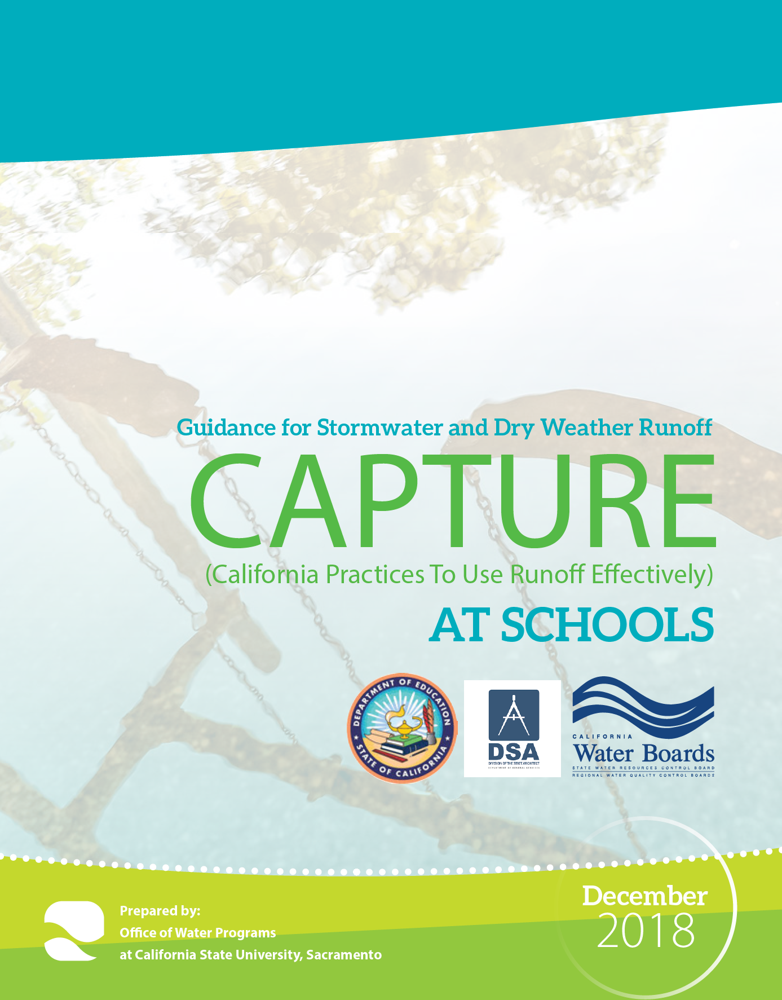 Guidance for Stormwater and Dry Weather Runoff
CAPTURE
(California Practices To Use Runoff Effectively)
AT SCHOOLS
DEPARTMENT OF EDUCATION
STATE OF CALIFORNIA
DSA
DIVISION OF THE STATE ARCHITECT
DEPARTMENT OF GENERAL SERVICES
CALIFORNIA
Water Boards
STATE WATER RESOURCES CONTROL BOARD
REGIONAL WATER QUALITY CONTROL BOARDS
December
2018
Prepared by:
Office of Water Programs
at California State University, Sacramento